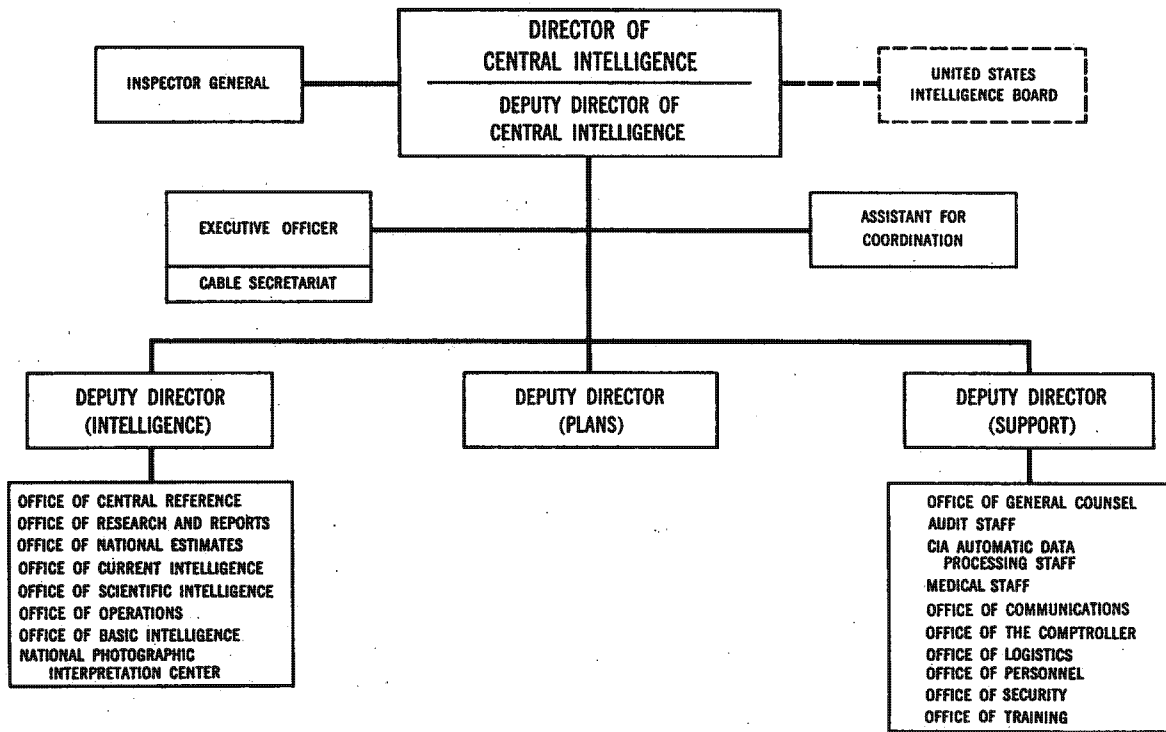 DIRECTOR OF
CENTRAL INTELLIGENCE
DEPUTY DIRECTOR OF
CENTRAL INTELLIGENCE
INSPECTOR GENERAL
UNITED STATES
INTELLIGENCE BOARD
EXECUTIVE OFFICER
CABLE SECRETARIAT
ASSISTANT FOR
COORDINATION
DEPUTY DIRECTOR
(INTELLIGENCE)
DEPUTY DIRECTOR
(PLANS)
DEPUTY DIRECTOR
(SUPPORT)
OFFICE OF CENTRAL REFERENCE
OFFICE OF RESEARCH AND REPORTS
OFFICE OF NATIONAL ESTIMATES
OFFICE OF CURRENT INTELLIGENCE
OFFICE OF SCIENTIFIC INTELLIGENCE
OFFICE OF OPERATIONS
OFFICE OF BASIC INTELLIGENCE
NATIONAL PHOTOGRAPHIC
INTERPRETATION CENTER
OFFICE OF GENERAL COUNSEL
AUDIT STAFF
CIA AUTOMATIC DATA
PROCESSING STAFF
MEDICAL STAFF
OFFICE OF COMMUNICATIONS
OFFICE OF THE COMPTROLLER
OFFICE OF LOGISTICS
OFFICE OF PERSONNEL
OFFICE OF SECURITY
OFFICE OF TRAINING